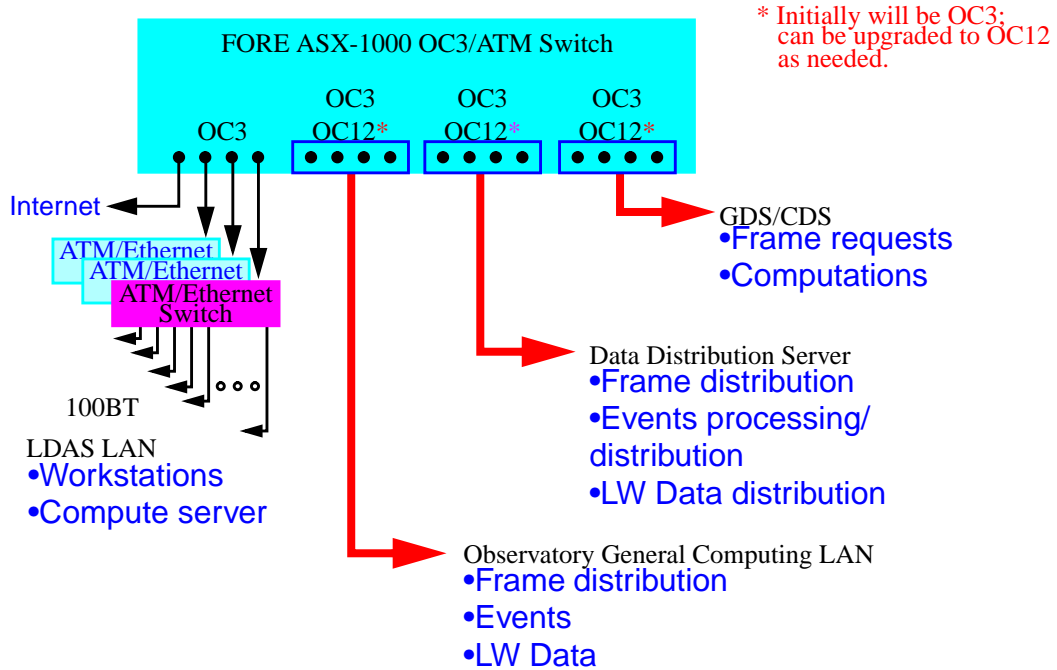 * Initially will be OC3;
can be upgraded to OC12
as needed.
FORE ASX-1000 OC3/ATM Switch
OC3
OC3
OC12*
OC3
OC12*
OC3
OC12*
Internet
ATM/Ethernet
ATM/Ethernet
ATM/Ethernet
Switch
100BT
LDAS LAN
•Workstations
•Compute server
GDS/CDS
•Frame requests
•Computations
Data Distribution Server
•Frame distribution
•Events processing/
distribution
•LW Data distribution
Observatory General Computing LAN
•Frame distribution
•Events
•LW Data